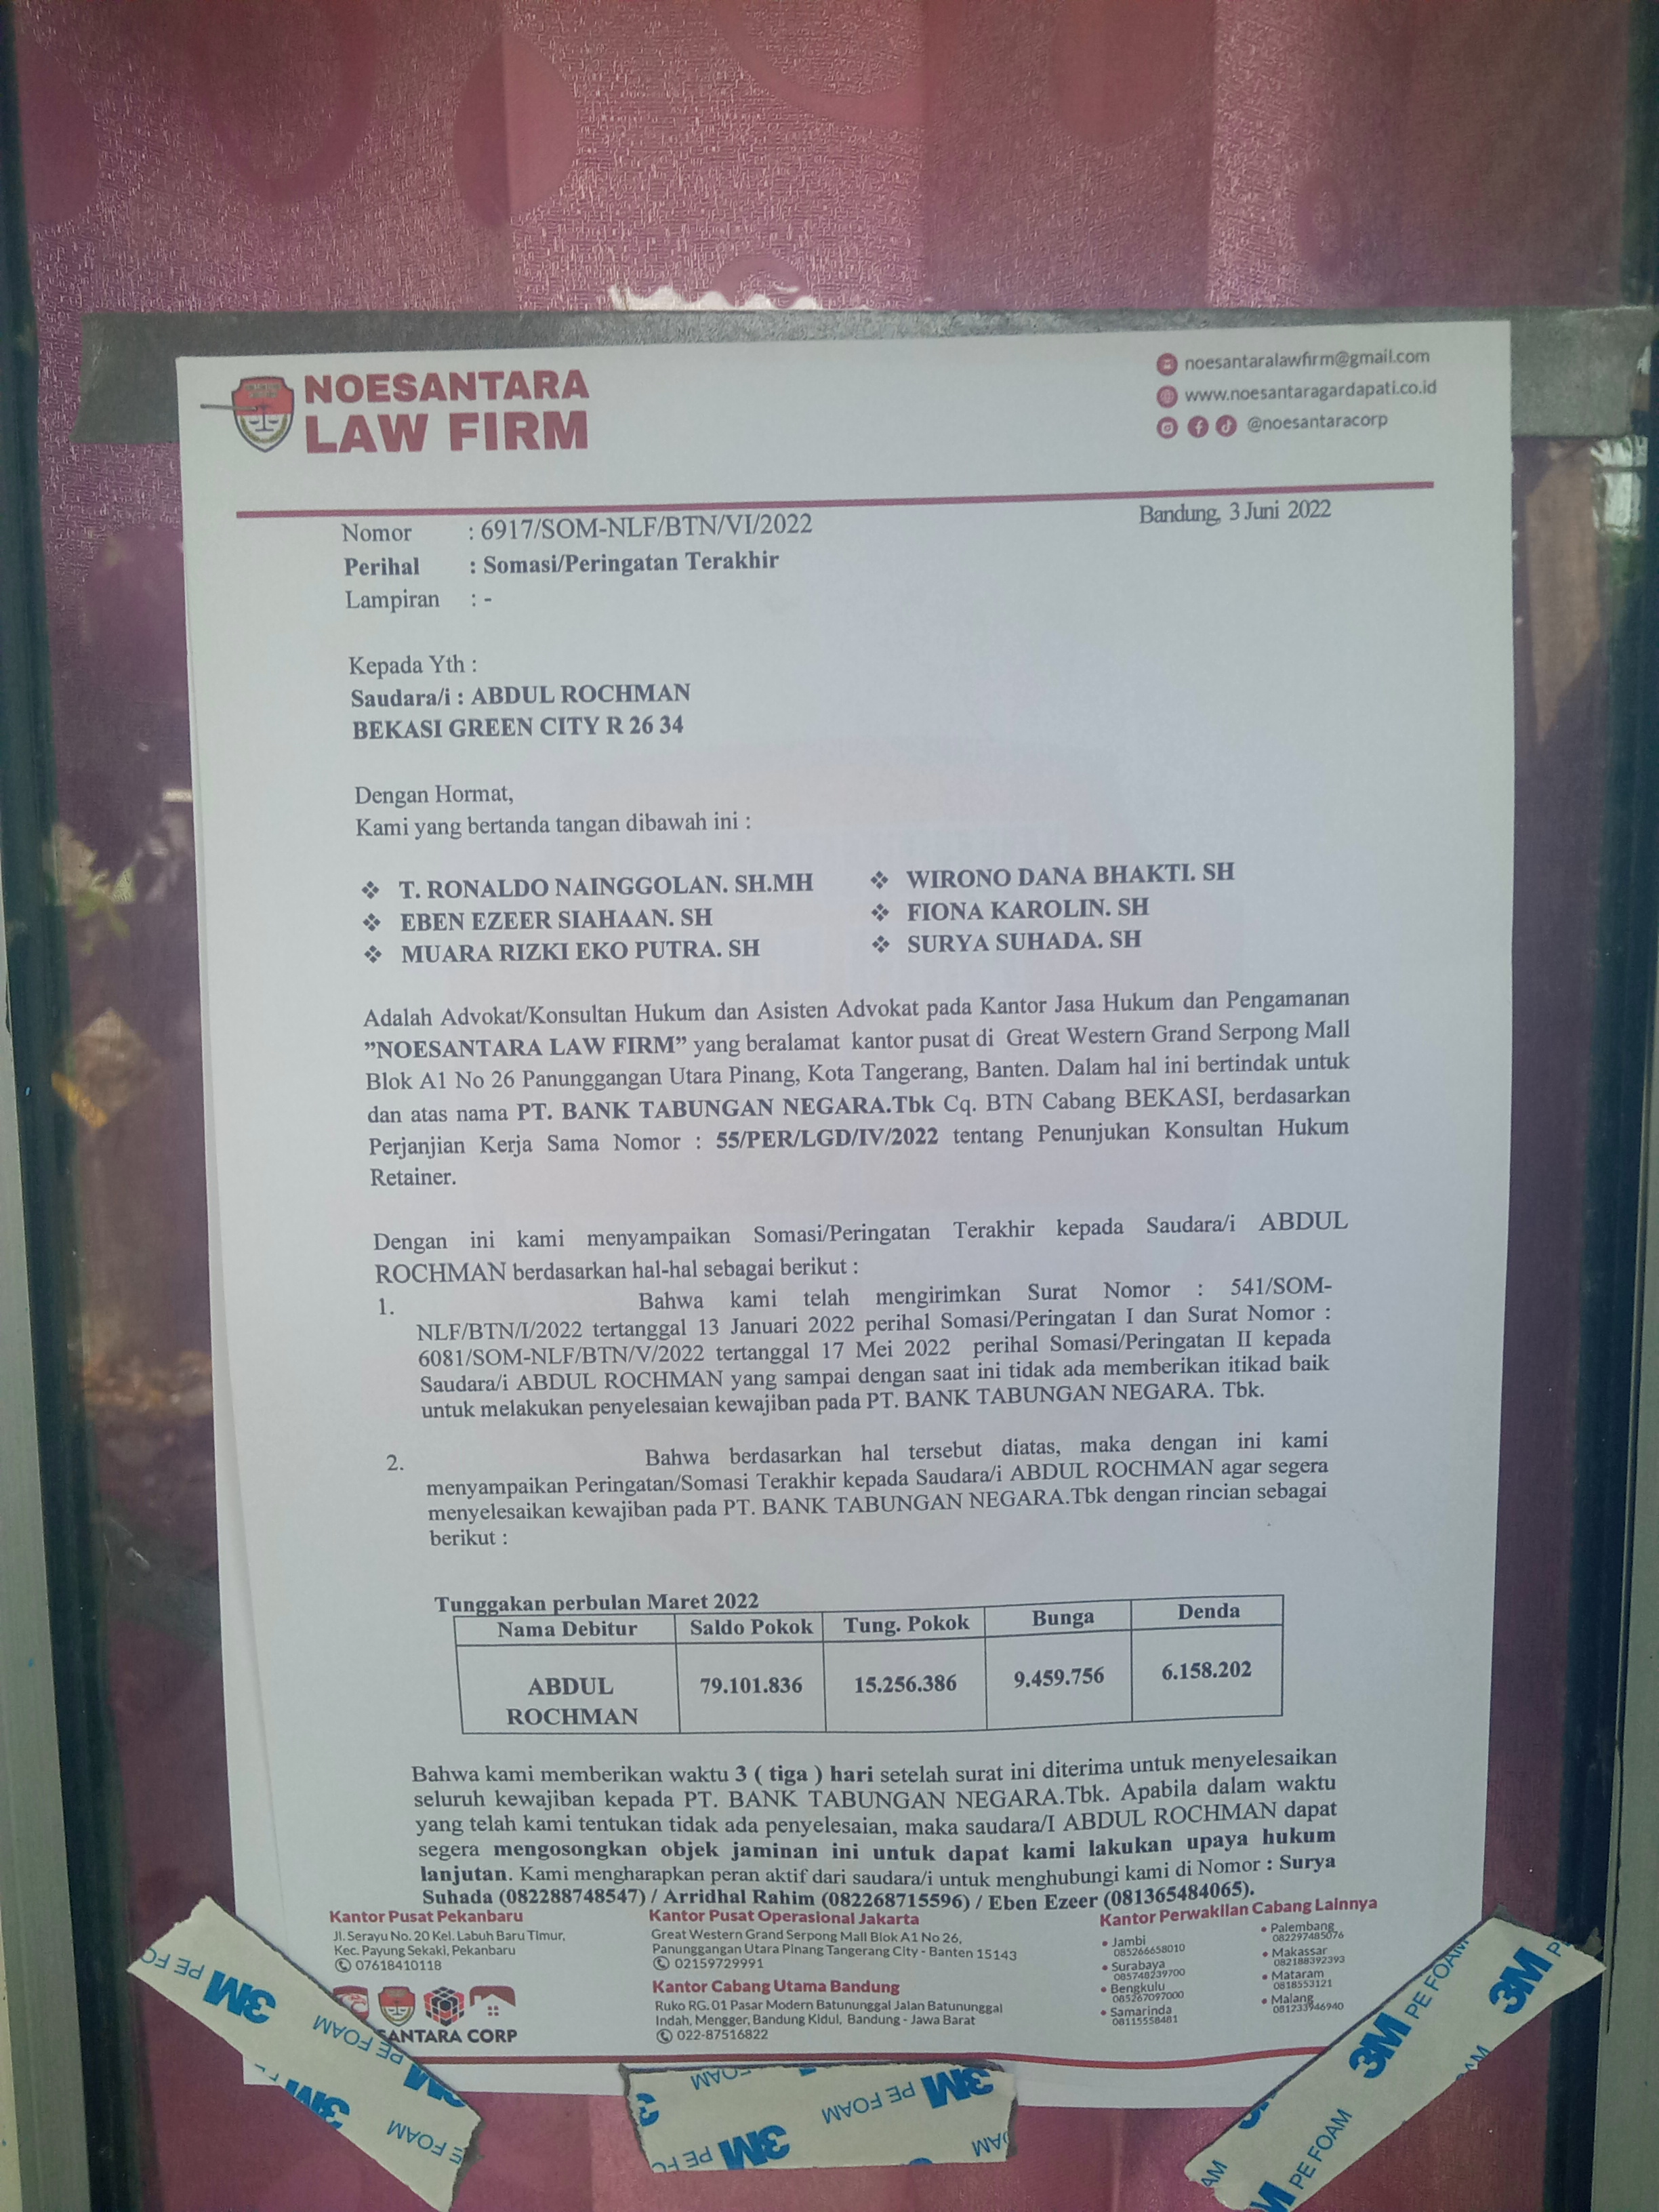 NOESANTARA
LAW FIRM
noesantaralawfirm@gmail.com
www.noesantaragardapati.co.id
@noesantaracorp
Bandung, 3 Juni 2022
Nomor : 6917/SOM-NLF/BTN/VI/2022
Perihal : Somasi/Peringatan Terakhir
Lampiran : -
Kepada Yth :
Saudara/i : ABDUL ROCHMAN
BEKASI GREEN CITY R 26 34
Dengan Hormat,
Kami yang bertanda tangan dibawah ini :
❖ T. RONALDO NAINGGOLAN. SH.MH ❖ WIRONO DANA BHAKTI. SH
❖ EBEN EZEER SIAHAAN. SH ❖ FIONA KAROLIN. SH
❖ MUARA RIZKI EKO PUTRA. SH ❖ SURYA SUHADA. SH
Adalah Advokat/Konsultan Hukum dan Asisten Advokat pada Kantor Jasa Hukum dan Pengamanan
”NOESANTARA LAW FIRM” yang beralamat kantor pusat di Great Western Grand Serpong Mall
Blok A1 No 26 Panunggangan Utara Pinang, Kota Tangerang, Banten. Dalam hal ini bertindak untuk
dan atas nama PT. BANK TABUNGAN NEGARA.Tbk Cq. BTN Cabang BEKASI, berdasarkan
Perjanjian Kerja Sama Nomor : 55/PER/LGD/IV/2022 tentang Penunjukan Konsultan Hukum
Retainer.
Dengan ini kami menyampaikan Somasi/Peringatan Terakhir kepada Saudara/i ABDUL
ROCHMAN berdasarkan hal-hal sebagai berikut :
1. Bahwa kami telah mengirimkan Surat Nomor : 541/SOM-
NLF/BTN/I/2022 tertanggal 13 Januari 2022 perihal Somasi/Peringatan I dan Surat Nomor :
6081/SOM-NLF/BTN/V/2022 tertanggal 17 Mei 2022 perihal Somasi/Peringatan II kepada
Saudara/i ABDUL ROCHMAN yang sampai dengan saat ini tidak ada memberikan itikad baik
untuk melakukan penyelesaian kewajiban pada PT. BANK TABUNGAN NEGARA. Tbk.
2. Bahwa berdasarkan hal tersebut diatas, maka dengan ini kami
menyampaikan Peringatan/Somasi Terakhir kepada Saudara/i ABDUL ROCHMAN agar segera
menyelesaikan kewajiban pada PT. BANK TABUNGAN NEGARA.Tbk dengan rincian sebagai
berikut :
Tunggakan perbulan Maret 2022
Nama Debitur Saldo Pokok Tung. Pokok Bunga Denda
ABDUL 79.101.836 15.256.386 9.459.756 6.158.202
ROCHMAN
Bahwa kami memberikan waktu 3 ( tiga ) hari setelah surat ini diterima untuk menyelesaikan
seluruh kewajiban kepada PT. BANK TABUNGAN NEGARA.Tbk. Apabila dalam waktu
yang telah kami tentukan tidak ada penyelesaian, maka saudara/I ABDUL ROCHMAN dapat
segera mengosongkan objek jaminan ini untuk dapat kami lakukan upaya hukum
lanjutan. Kami mengharapkan peran aktif dari saudara/i untuk menghubungi kami di Nomor : Surya
Suhada (082288748547) / Arridhal Rahim (082268715596) / Eben Ezeer (081365484065).
Kantor Pusat Pekanbaru
Jl. Serayu No. 20 Kel. Labuh Baru Timur,
Kec. Payung Sekaki, Pekanbaru
07618410118
SANTARA CORP
Kantor Pusat Operasional Jakarta
Great Western Grand Serpong Mall Blok A1 No 26,
Panunggangan Utara Pinang Tangerang City - Banten 15143
02159729991
Kantor Cabang Utama Bandung
Ruko RG. 01 Pasar Modern Batununggal Jalan Batununggal
Indah, Mengger, Bandung Kidul, Bandung - Jawa Barat
022-87516822
Kantor Perwakilan Cabang Lainnya
• Jambi
085266658010
• Surabaya
085748239700
• Bengkulu
085267097000
• Samarinda
08115558481
• Palembang
082297485076
• Makassar
082188392393
• Mataram
0818553121
• Malang
081233946940
3M PE FOAM
3M PE FOAM
3M PE FOAM